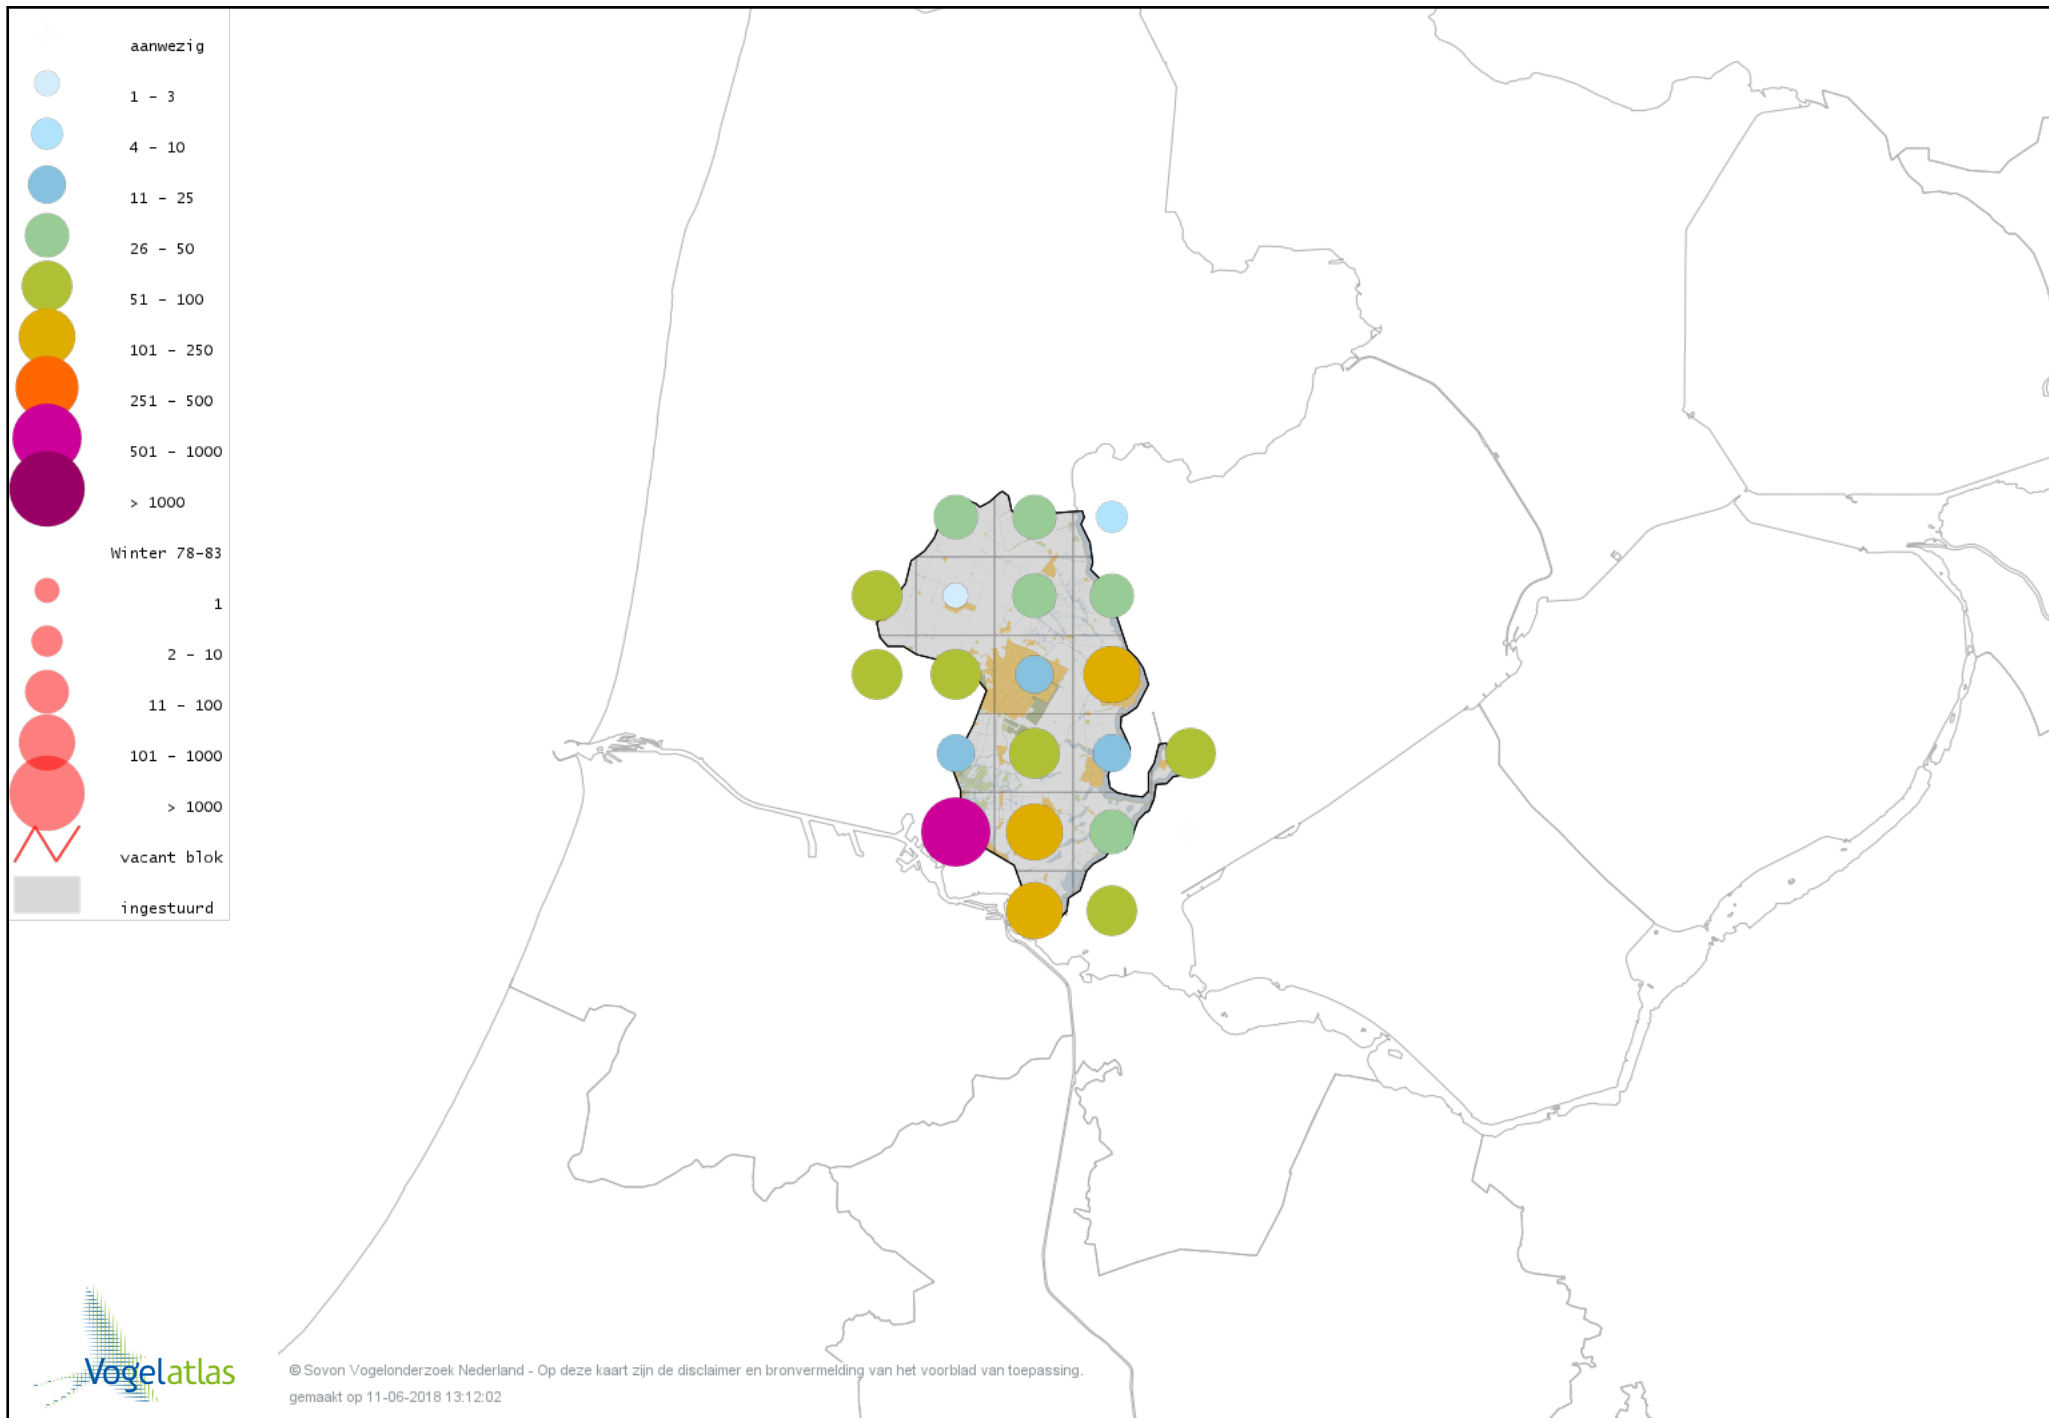 aanwezig
1 - 3
4 - 10
11 - 25
26 - 50
51 - 100
101 - 250
251 - 500
501 - 1000
> 1000
Winter 78-83
1
2 - 10
11 - 100
101 - 1000
> 1000
vacant blok
ingestuurd
Vogelatlas
© Sovon Vogelonderzoek Nederland - Op deze kaart zijn de disclaimer en bronvermelding van het voorblad van toepassing.
gemaakt op 11-06-2018 13:12:02